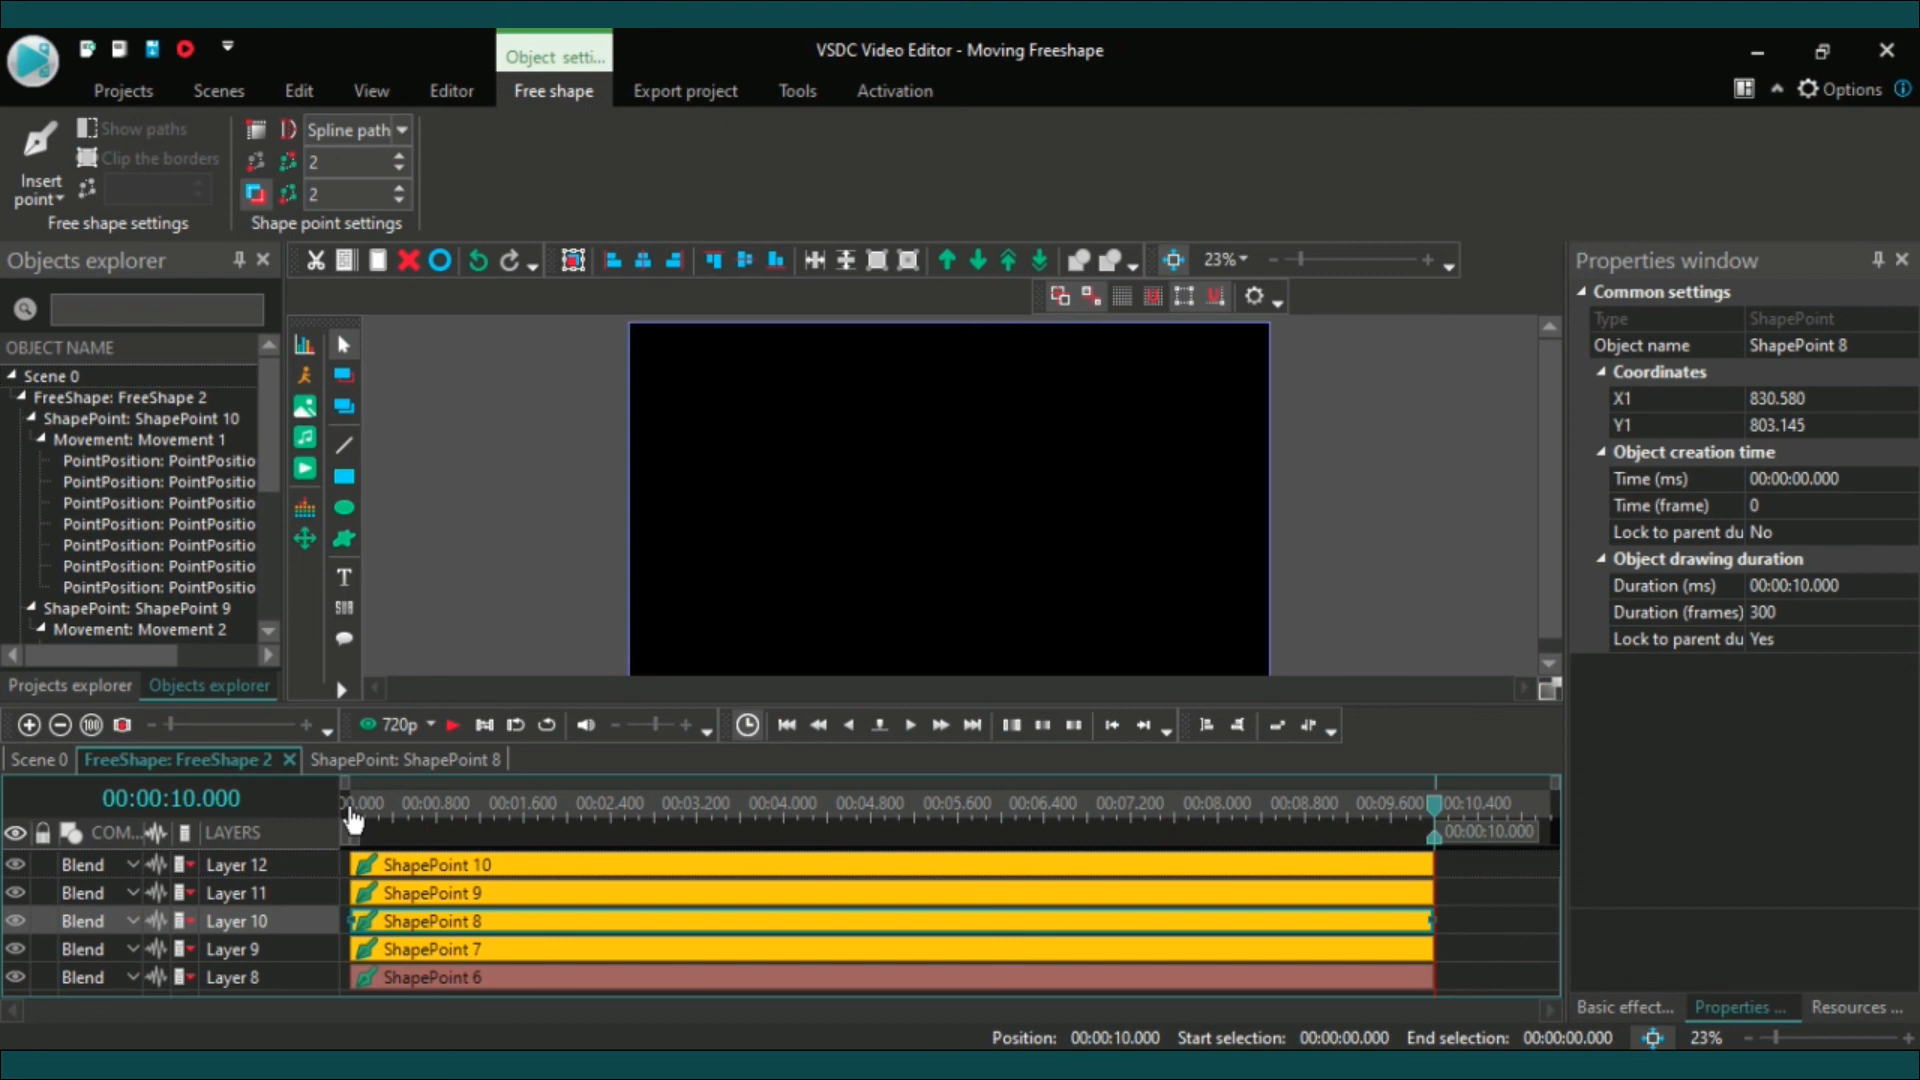 Object setti...
VSDC Video Editor - Moving Freeshape
Projects Scenes Edit View Editor Free shape Export project Tools Activation Options
Show paths
Clip the borders
Insert point
Free shape settings
Spline path
2
2
Shape point settings
Objects explorer
OBJECT NAME
Scene 0
FreeShape: FreeShape 2
ShapePoint: ShapePoint 10
Movement: Movement 1
PointPosition: PointPositio
PointPosition: PointPositio
PointPosition: PointPositio
PointPosition: PointPositio
PointPosition: PointPositio
PointPosition: PointPositio
PointPosition: PointPositio
ShapePoint: ShapePoint 9
Movement: Movement 2
Projects explorer Objects explorer
23%
T
SUB
Properties window
Common settings
Type ShapePoint
Object name ShapePoint 8
Coordinates
X1 830.580
Y1 803.145
Object creation time
Time (ms) 00:00:00.000
Time (frame) 0
Lock to parent du No
Object drawing duration
Duration (ms) 00:00:10.000
Duration (frames) 300
Lock to parent du Yes
100 720p
Scene 0 FreeShape: FreeShape 2 ShapePoint: ShapePoint 8
00:00:10.000
00.000 00:00.800 00:01.600 00:02.400 00:03.200 00:04.000 00:04.800 00:05.600 00:06.400 00:07.200 00:08.000 00:08.800 00:09.600 00:10.400
00:00:10.000
COM... LAYERS
Blend Layer 12 ShapePoint 10
Blend Layer 11 ShapePoint 9
Blend Layer 10 ShapePoint 8
Blend Layer 9 ShapePoint 7
Blend Layer 8 ShapePoint 6
Basic effect... Properties ... Resources ...
Position: 00:00:10.000 Start selection: 00:00:00.000 End selection: 00:00:00.000 23%